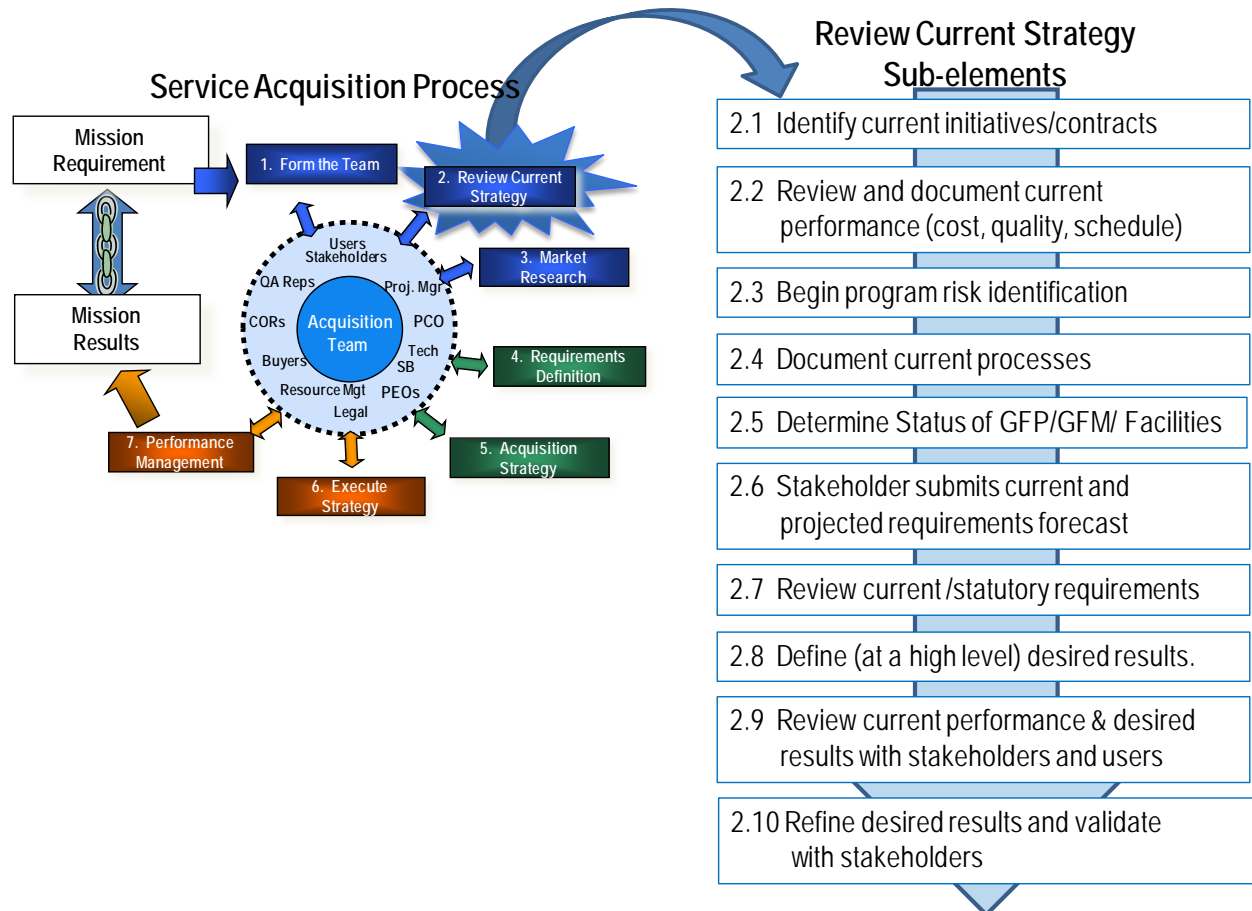 Service Acquisition Process
Mission
Requirement
Mission
Results
1. Form the Team
2. Review Current
Strategy
3. Market
Research
4. Requirements
Definition
5. Acquisition
Strategy
6. Execute
Strategy
7. Performance
Management
Users
Stakeholders
QA Reps
Proj. Mgr
CORs
PCO
Acquisition
Team
Tech
SB
Buyers
Resource Mgt
PEOs
Legal
Review Current Strategy
Sub-elements
2.1 Identify current initiatives/contracts
2.2 Review and document current
performance (cost, quality, schedule)
2.3 Begin program risk identification
2.4 Document current processes
2.5 Determine Status of GFP/GFM/ Facilities
2.6 Stakeholder submits current and
projected requirements forecast
2.7 Review current /statutory requirements
2.8 Define (at a high level) desired results.
2.9 Review current performance & desired
results with stakeholders and users
2.10 Refine desired results and validate
with stakeholders